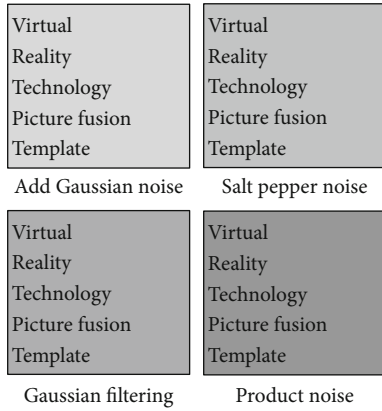 Virtual
Reality
Technology
Picture fusion
Template
Add Gaussian noise
Virtual
Reality
Technology
Picture fusion
Template
Salt pepper noise
Virtual
Reality
Technology
Picture fusion
Template
Gaussian filtering
Virtual
Reality
Technology
Picture fusion
Template
Product noise